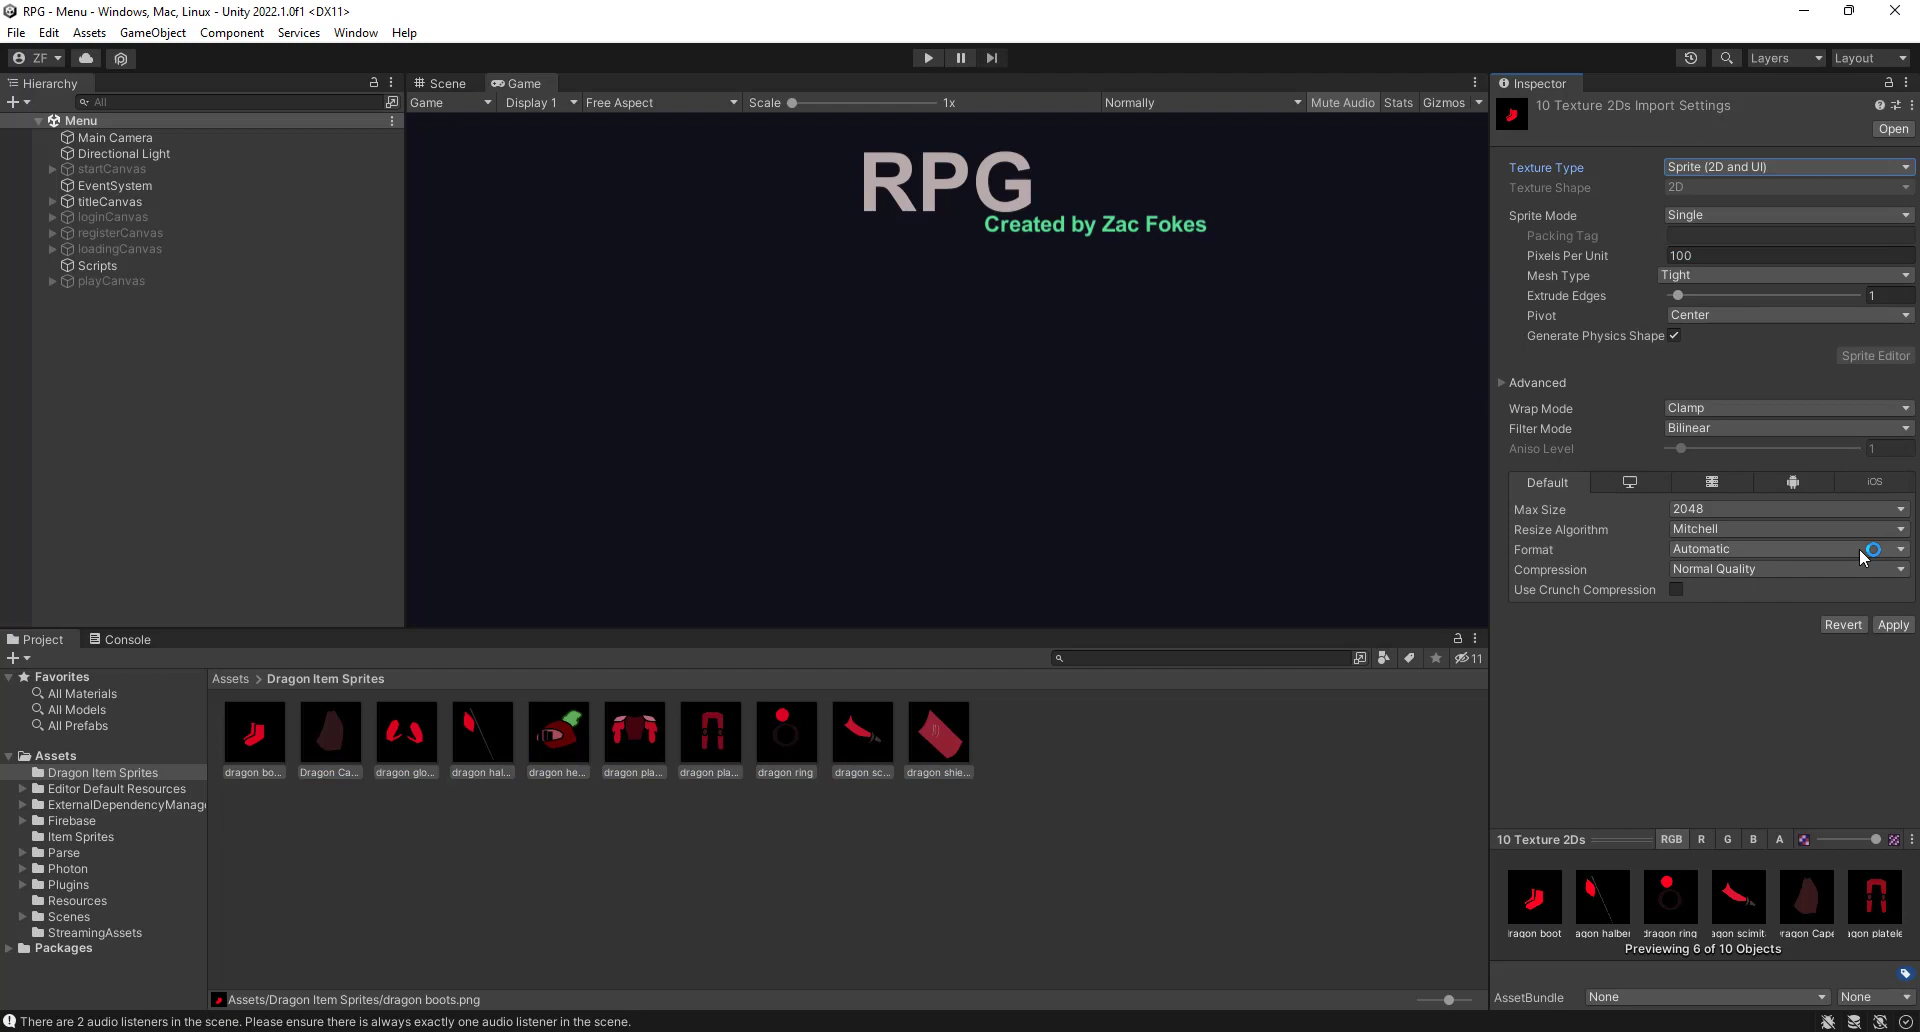 RPG - Menu - Windows, Mac, Linux - Unity 2022.1.0f1 <DX11>
File Edit Assets GameObject Component Services Window Help
ZF Layers Layout
Hierarchy
All
Menu
Main Camera
Directional Light
startCanvas
EventSystem
titleCanvas
loginCanvas
registerCanvas
loadingCanvas
Scripts
playCanvas
Scene Game
Game Display 1 Free Aspect Scale 1x Normally Mute Audio Stats Gizmos
RPG
Created by Zac Fokes
Inspector
10 Texture 2Ds Import Settings
Open
Texture Type Sprite (2D and UI)
Texture Shape 2D
Sprite Mode Single
Packing Tag
Pixels Per Unit 100
Mesh Type Tight
Extrude Edges 1
Pivot Center
Generate Physics Shape
Sprite Editor
Advanced
Wrap Mode Clamp
Filter Mode Bilinear
Aniso Level 1
Default iOS
Max Size 2048
Resize Algorithm Mitchell
Format Automatic
Compression Normal Quality
Use Crunch Compression
Revert Apply
Project Console
11
Favorites
All Materials
All Models
All Prefabs
Assets
Dragon Item Sprites
Editor Default Resources
ExternalDependencyManag
Firebase
Item Sprites
Parse
Photon
Plugins
Resources
Scenes
StreamingAssets
Packages
Assets > Dragon Item Sprites
dragon bo... Dragon Ca... dragon glo... dragon hal... dragon he... dragon pla... dragon pla... dragon ring dragon sc... dragon shie...
Assets/Dragon Item Sprites/dragon boots.png
10 Texture 2Ds RGB R G B A
ragon boot agon halber dragon ring agon scimit ragon Cape agon platele
Previewing 6 of 10 Objects
AssetBundle None None
There are 2 audio listeners in the scene. Please ensure there is always exactly one audio listener in the scene.